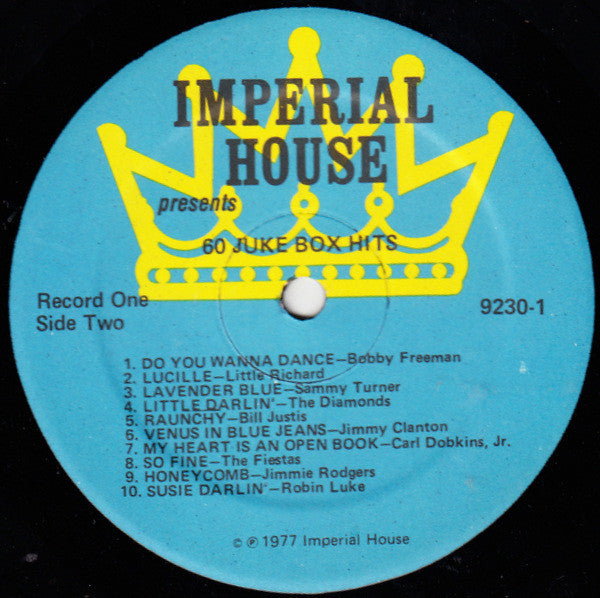 IMPERIAL
HOUSE
presents
60 JUKE BOX HITS
Record One
Side Two
9230-1
1. DO YOU WANNA DANCE—Bobby Freeman
2. LUCILLE—Little Richard
3. LAVENDER BLUE—Sammy Turner
4. LITTLE DARLIN'—The Diamonds
5. RAUNCHY—Bill Justis
6. VENUS IN BLUE JEANS—Jimmy Clanton
7. MY HEART IS AN OPEN BOOK—Carl Dobkins, Jr.
8. SO FINE—The Fiestas
9. HONEYCOMB—Jimmie Rodgers
10. SUSIE DARLIN'—Robin Luke
© ℗ 1977 Imperial House